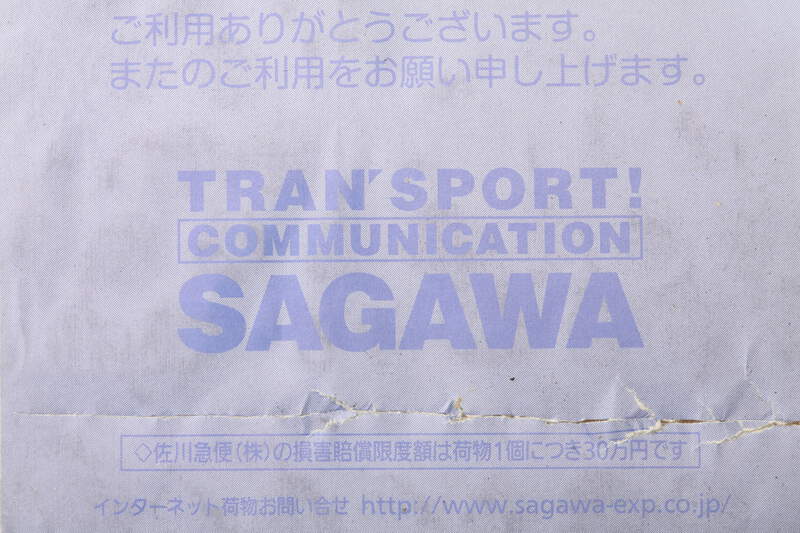 ご利用ありがとうございます。
またのご利用をお願い申し上げます。
TRAN'SPORT!
COMMUNICATION
SAGAWA
◇佐川急便(株)の損害賠償限度額は荷物1個につき30万円です
インターネット荷物お問い合せ http://www.sagawa-exp.co.jp/